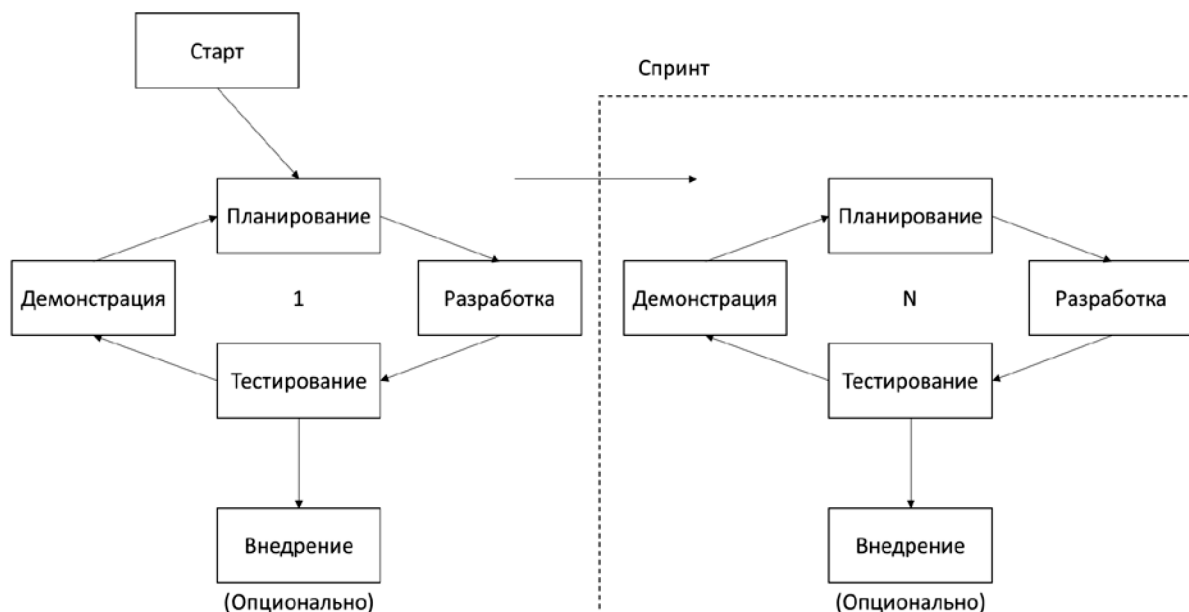 Старт
Спринт
Планирование
Демонстрация
1
Разработка
Тестирование
Внедрение
(Опционально)
Планирование
Демонстрация
N
Разработка
Тестирование
Внедрение
(Опционально)